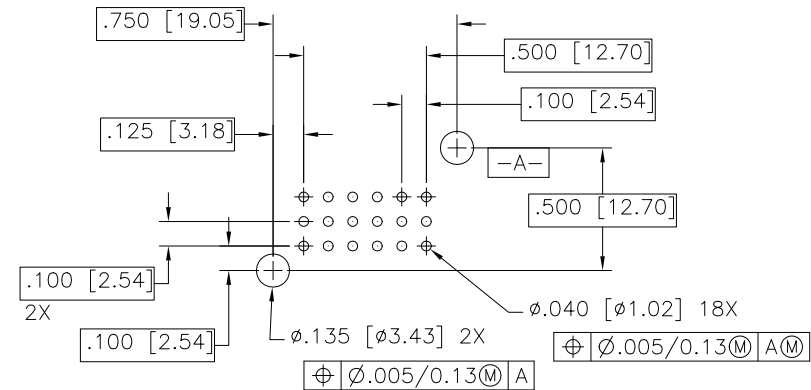 .750 [19.05]
.500 [12.70]
.100 [2.54]
.125 [3.18]
-A-
.500 [12.70]
.100 [2.54]
2X
.100 [2.54]
ø.040 [ø1.02] 18X
⌖ Ø.005/0.13Ⓜ AⓂ
ø.135 [ø3.43] 2X
⌖ Ø.005/0.13Ⓜ A